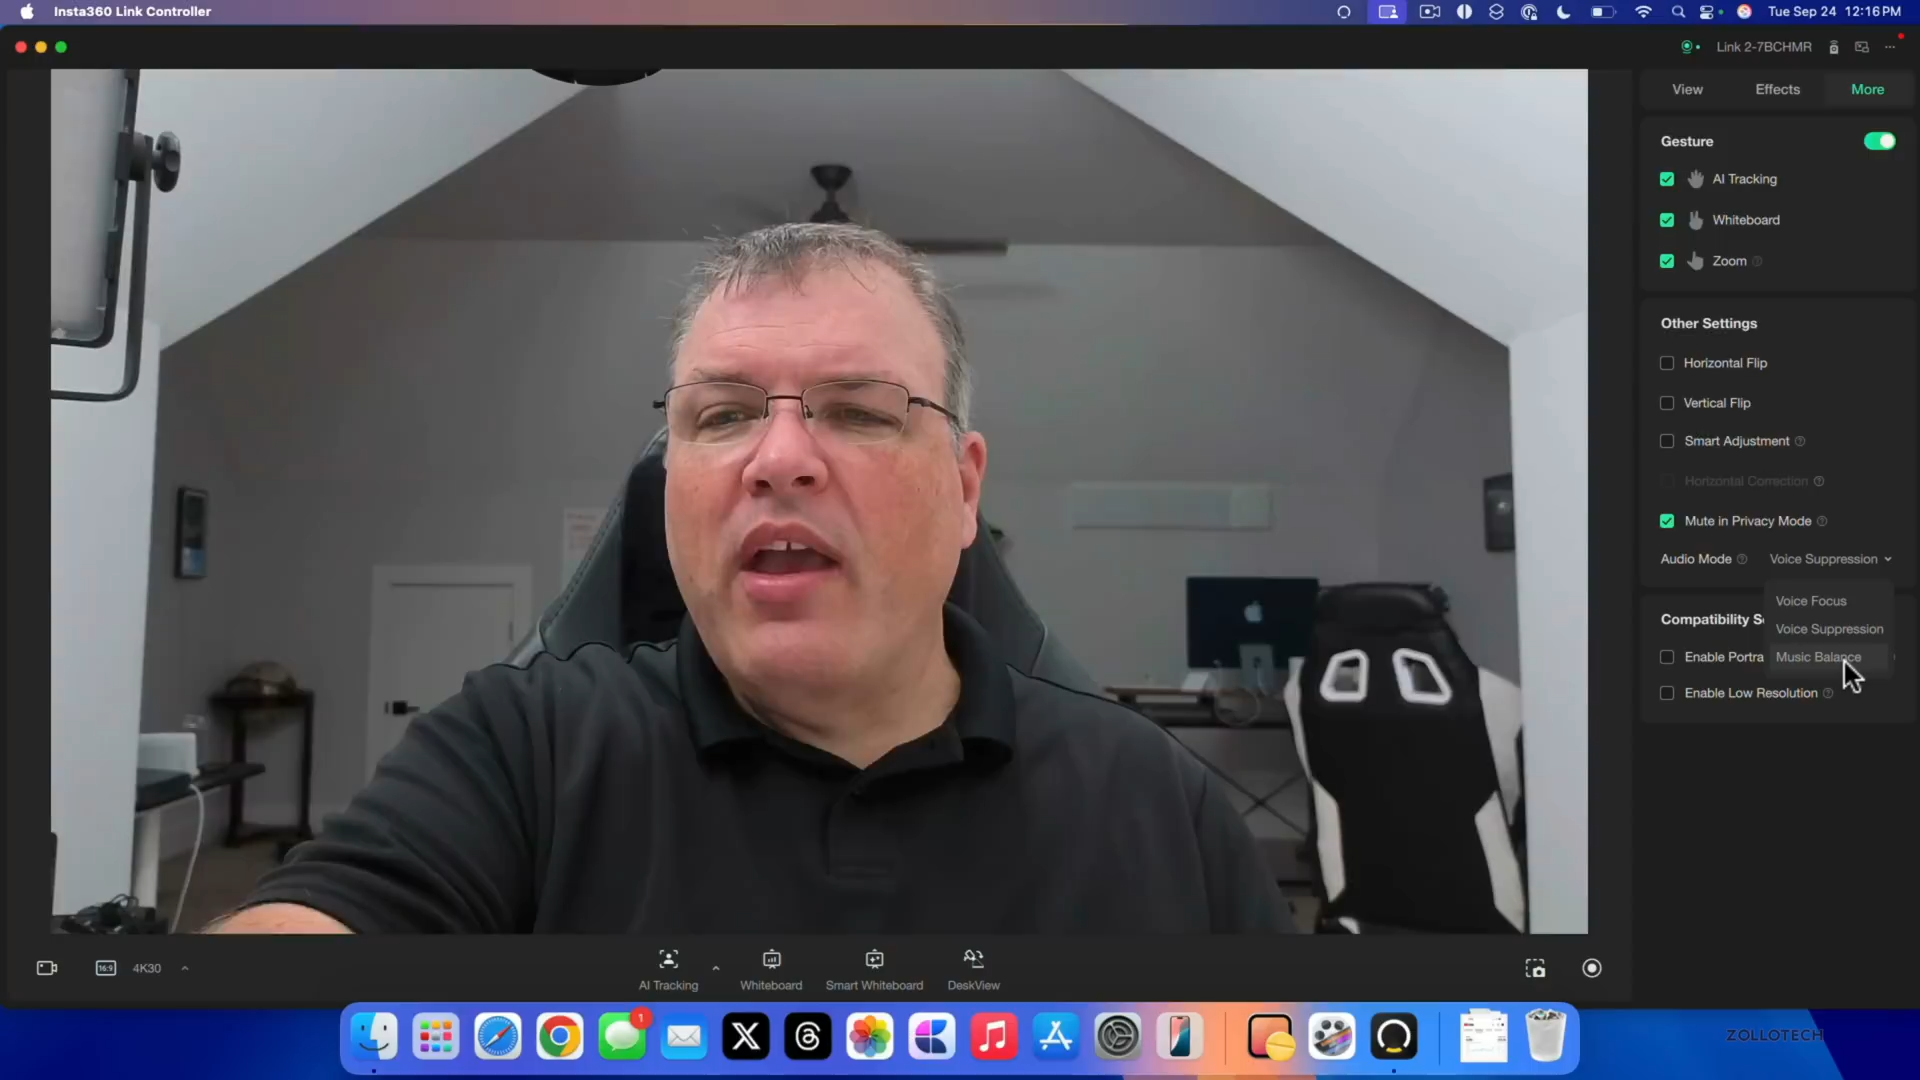 Insta360 Link Controller
Tue Sep 24 12:16 PM
Link 2-7BCHMR
View Effects More
Gesture
AI Tracking
Whiteboard
Zoom
Other Settings
Horizontal Flip
Vertical Flip
Smart Adjustment
Horizontal Correction
Mute in Privacy Mode
Audio Mode Voice Suppression
Voice Focus
Compatibility S
Voice Suppression
Enable Portra Music Balance
Enable Low Resolution
16:9 4K30
AI Tracking Whiteboard Smart Whiteboard DeskView
1
ZOLLOTECH